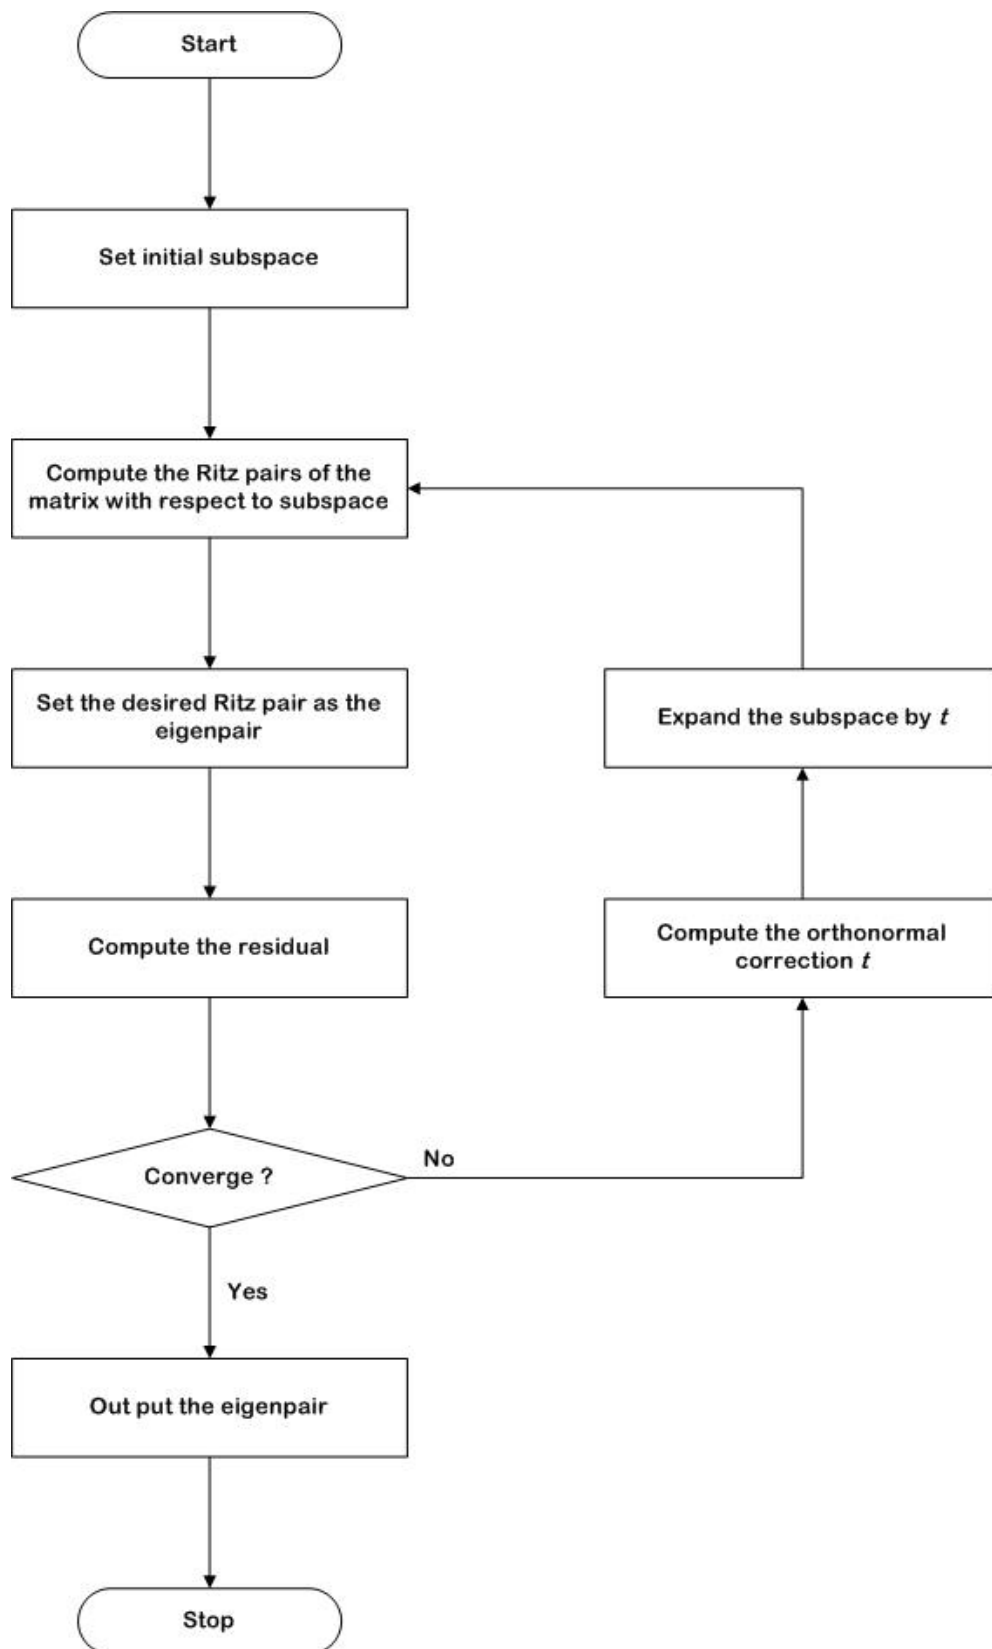 Start
Set initial subspace
Compute the Ritz pairs of the
matrix with respect to subspace
Set the desired Ritz pair as the
eigenpair
Expand the subspace by t
Compute the residual
Compute the orthonormal
correction t
Converge ?
No
Yes
Out put the eigenpair
Stop